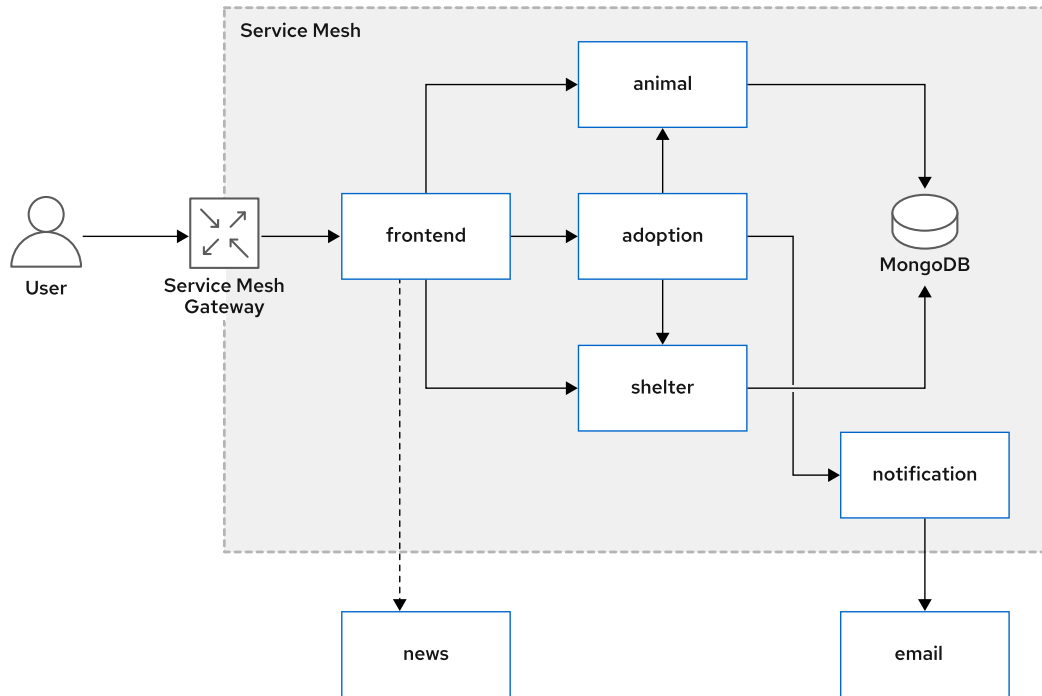 Service Mesh
animal
frontend
adoption
MongoDB
User
Service Mesh
Gateway
shelter
notification
news
email